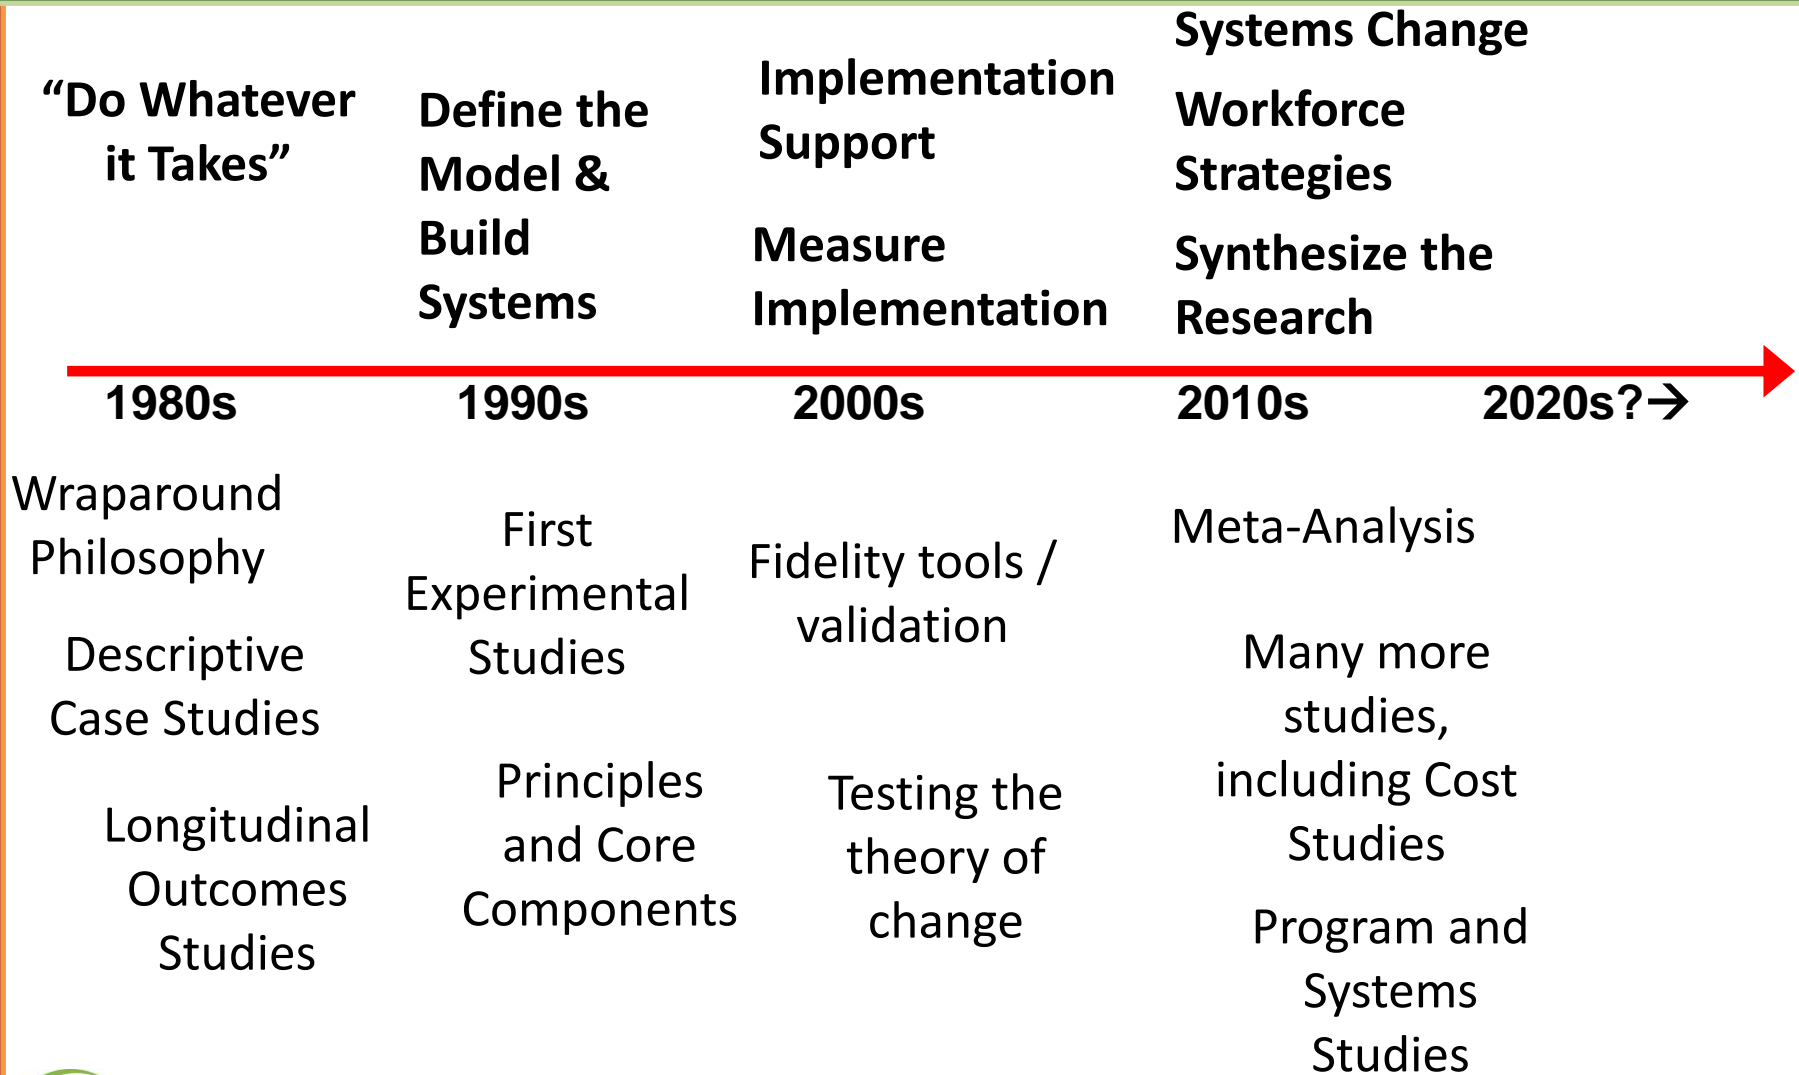 “Do Whatever
it Takes”
Define the
Model &
Build
Systems
Implementation
Support
Measure
Implementation
Systems Change
Workforce
Strategies
Synthesize the
Research
1980s
1990s
2000s
2010s
2020s?→
Wraparound
Philosophy
Descriptive
Case Studies
Longitudinal
Outcomes
Studies
First
Experimental
Studies
Principles
and Core
Components
Fidelity tools /
validation
Testing the
theory of
change
Meta-Analysis
Many more
studies,
including Cost
Studies
Program and
Systems
Studies